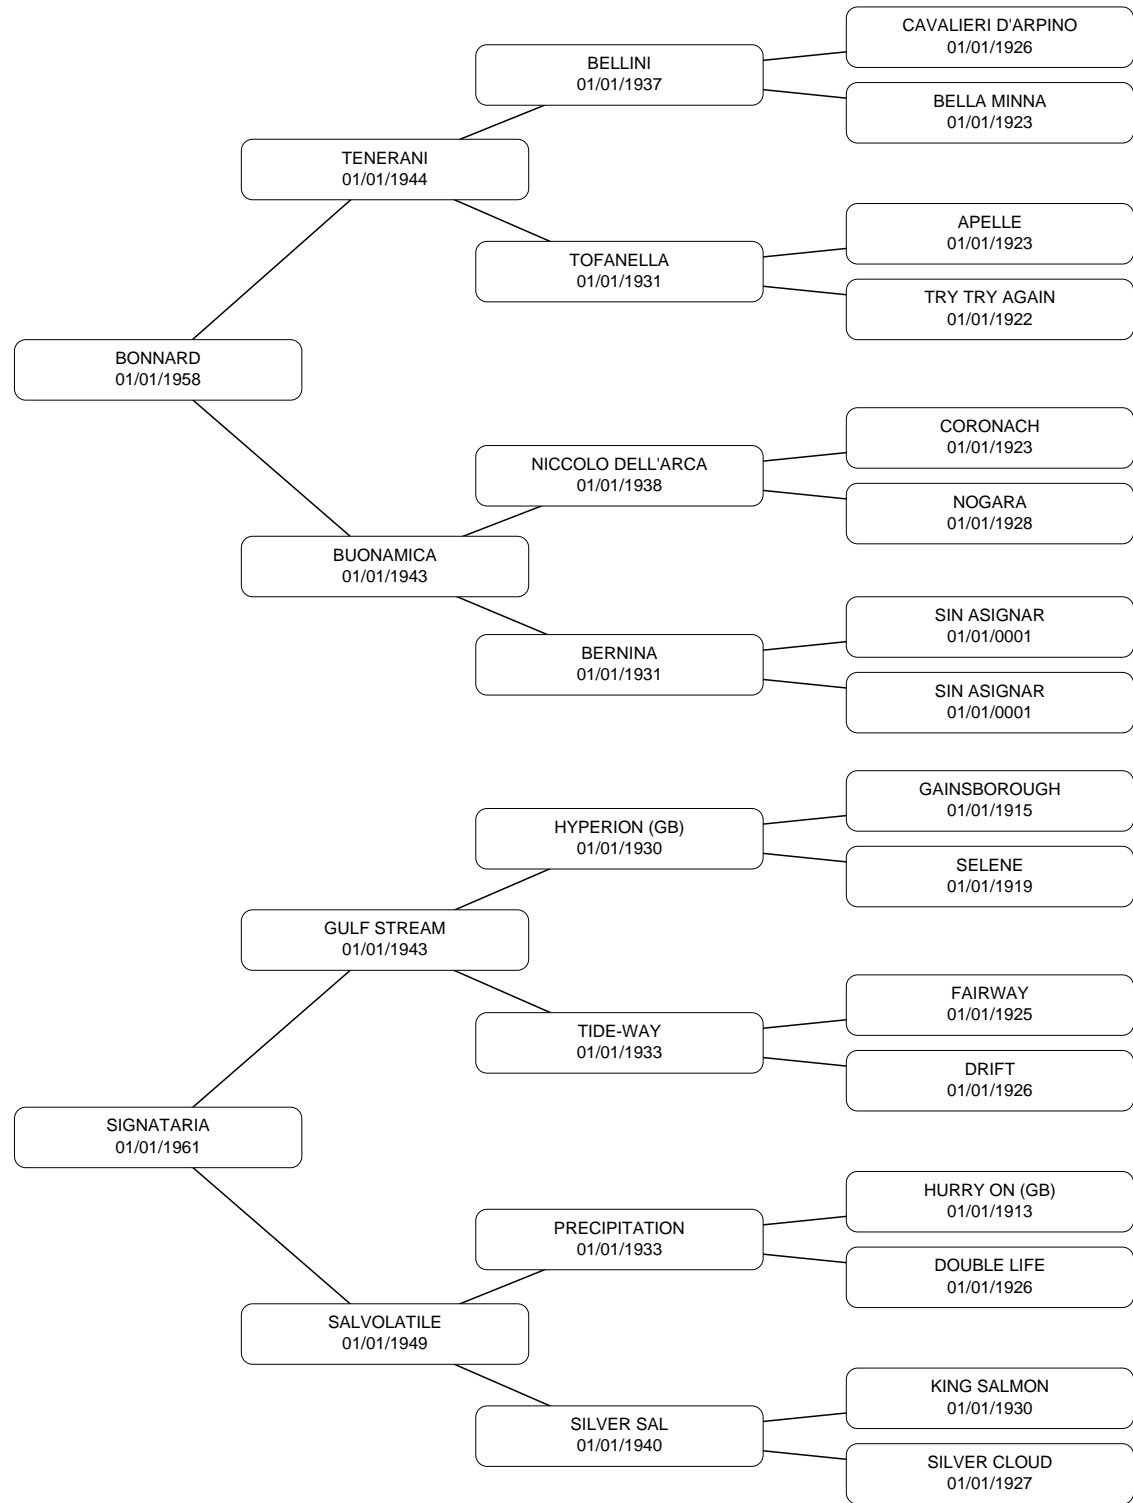 CAVALIERI D'ARPINO
01/01/1926
BELLINI
01/01/1937
BELLA MINNA
01/01/1923
TENERANI
01/01/1944
APELLE
01/01/1923
TOFANELLA
01/01/1931
TRY TRY AGAIN
01/01/1922
BONNARD
01/01/1958
CORONACH
01/01/1923
NICCOLO DELL'ARCA
01/01/1938
NOGARA
01/01/1928
BUONAMICA
01/01/1943
SIN ASIGNAR
01/01/0001
BERNINA
01/01/1931
SIN ASIGNAR
01/01/0001
GAINSBOROUGH
01/01/1915
HYPERION (GB)
01/01/1930
SELENE
01/01/1919
GULF STREAM
01/01/1943
FAIRWAY
01/01/1925
TIDE-WAY
01/01/1933
DRIFT
01/01/1926
SIGNATARIA
01/01/1961
HURRY ON (GB)
01/01/1913
PRECIPITATION
01/01/1933
DOUBLE LIFE
01/01/1926
SALVOLATILE
01/01/1949
KING SALMON
01/01/1930
SILVER SAL
01/01/1940
SILVER CLOUD
01/01/1927